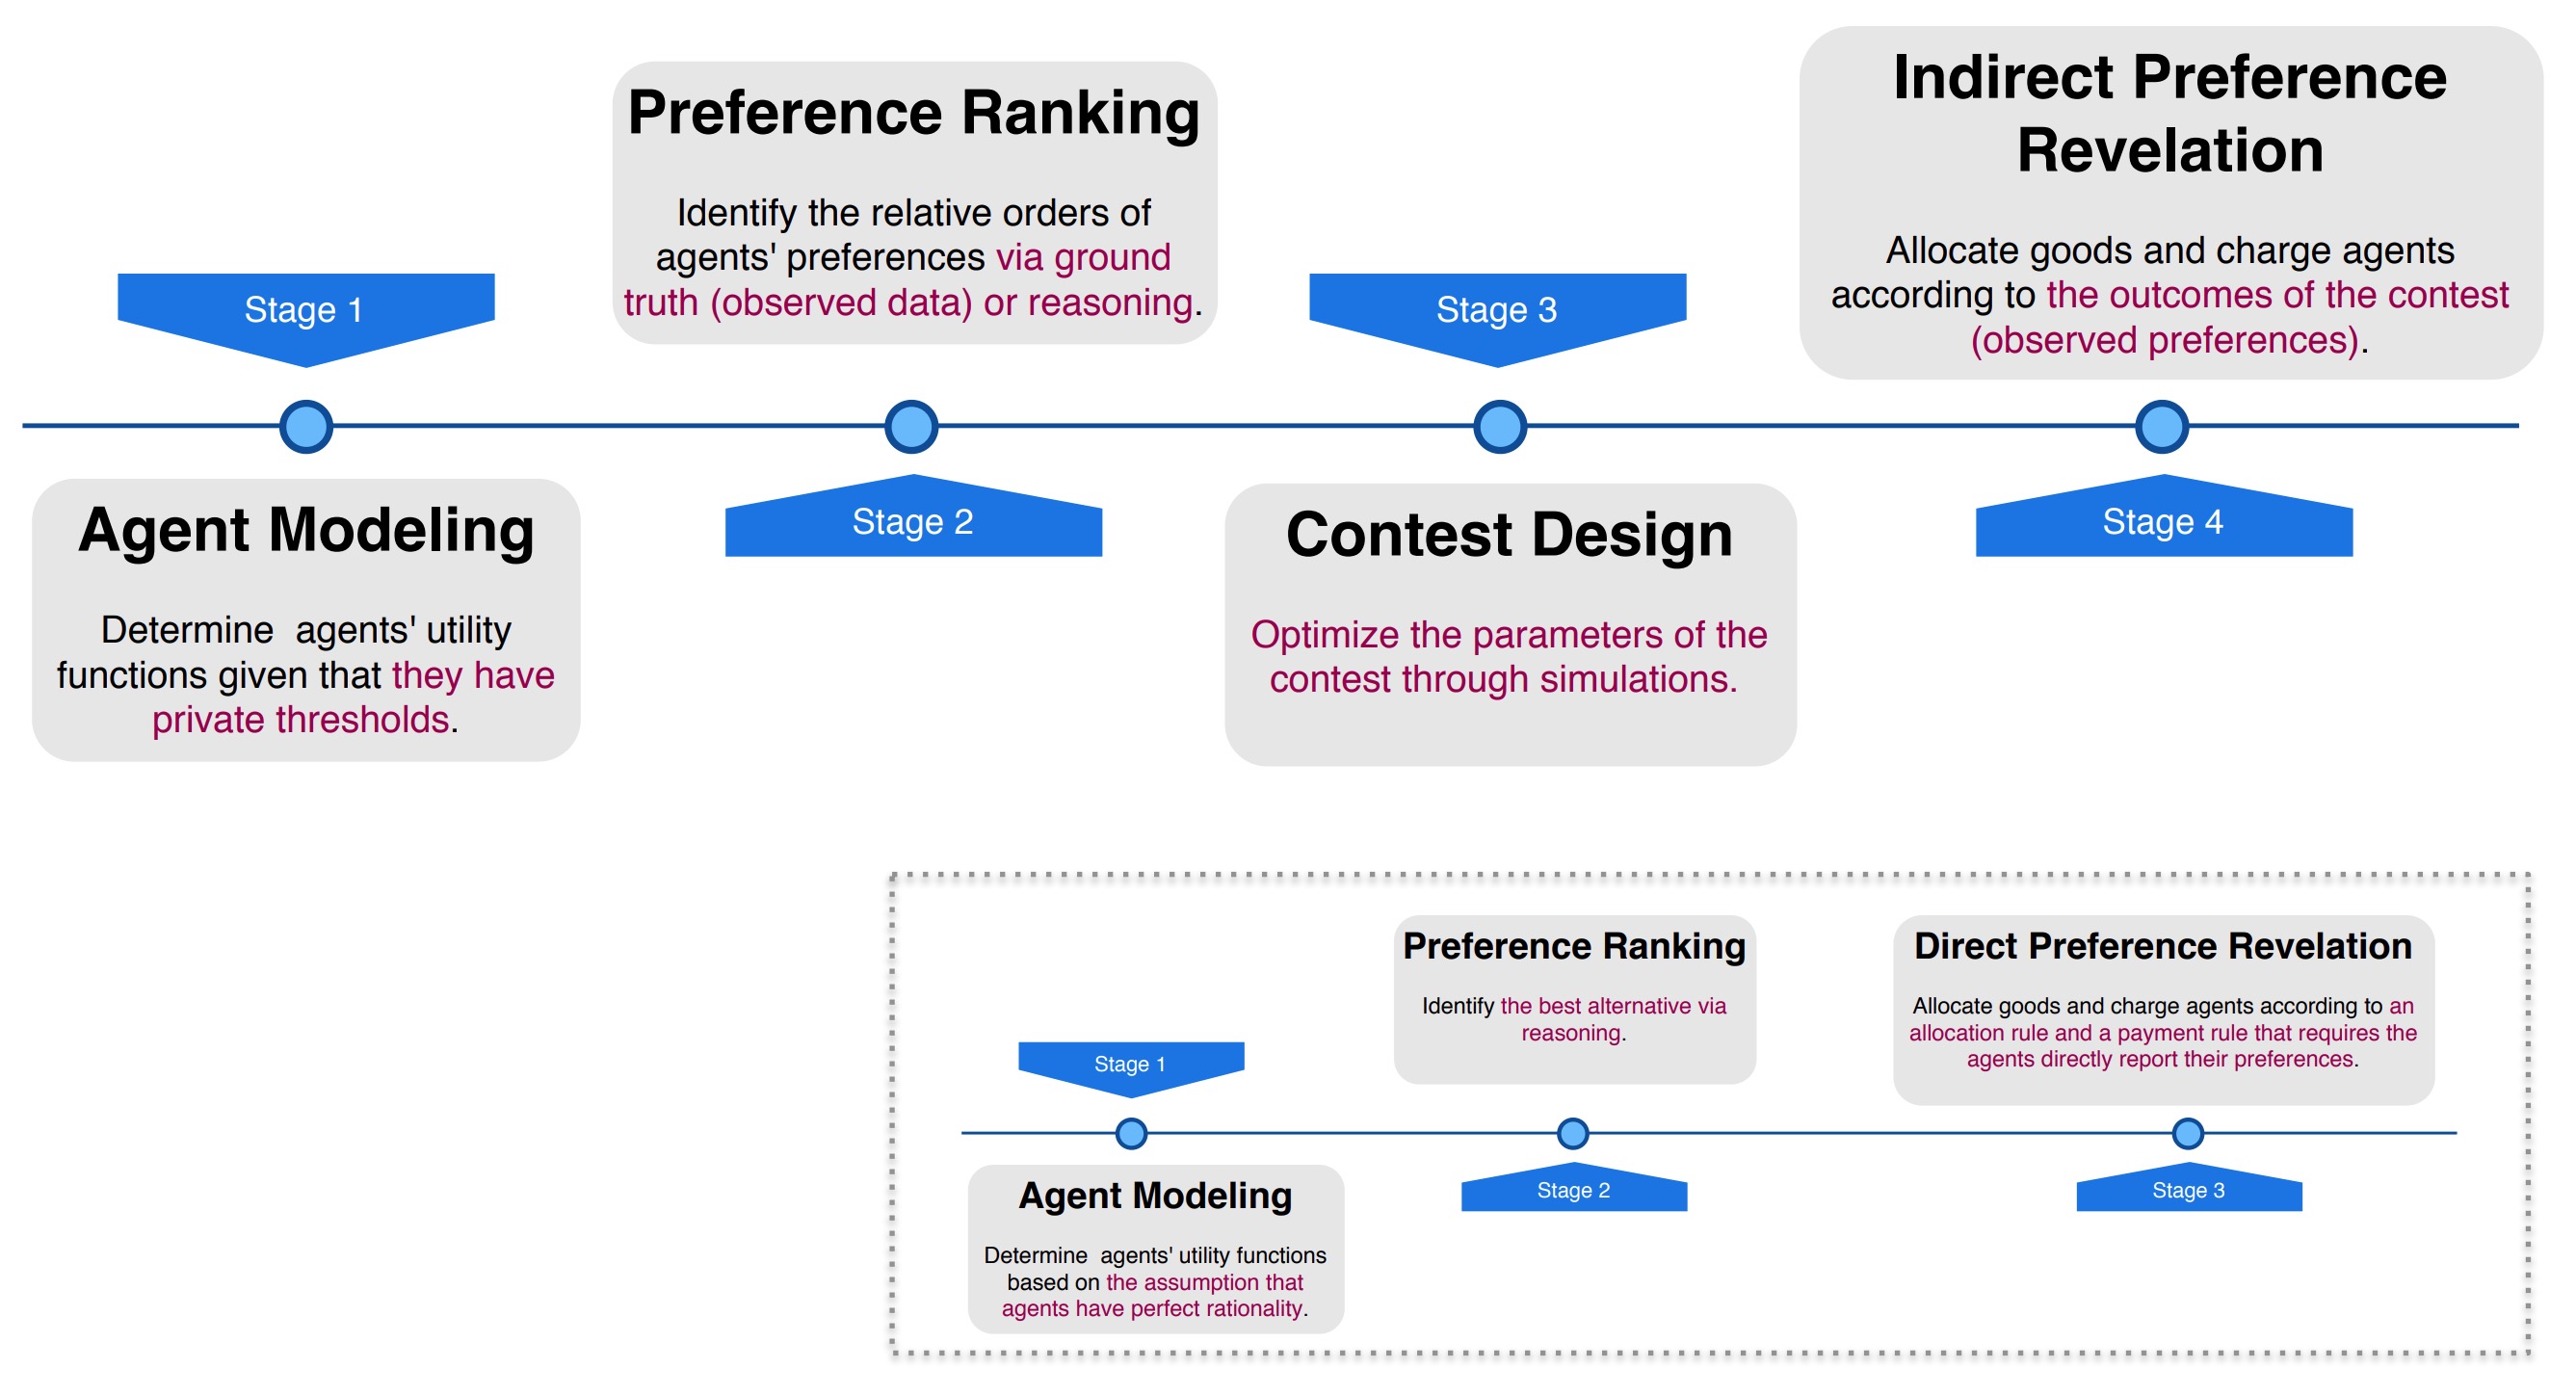 Stage 1
Agent Modeling
Determine  agents' utility
functions given that they have
private thresholds.
Preference Ranking
Identify the relative orders of
agents' preferences via ground
truth (observed data) or reasoning.
Stage 2
Stage 3
Contest Design
Optimize the parameters of the
contest through simulations.
Indirect Preference
Revelation
Allocate goods and charge agents
according to the outcomes of the contest
(observed preferences).
Stage 4
Stage 1
Agent Modeling
Determine  agents' utility functions
based on the assumption that
agents have perfect rationality.
Preference Ranking
Identify the best alternative via
reasoning.
Stage 2
Direct Preference Revelation
Allocate goods and charge agents according to an
allocation rule and a payment rule that requires the
agents directly report their preferences.
Stage 3